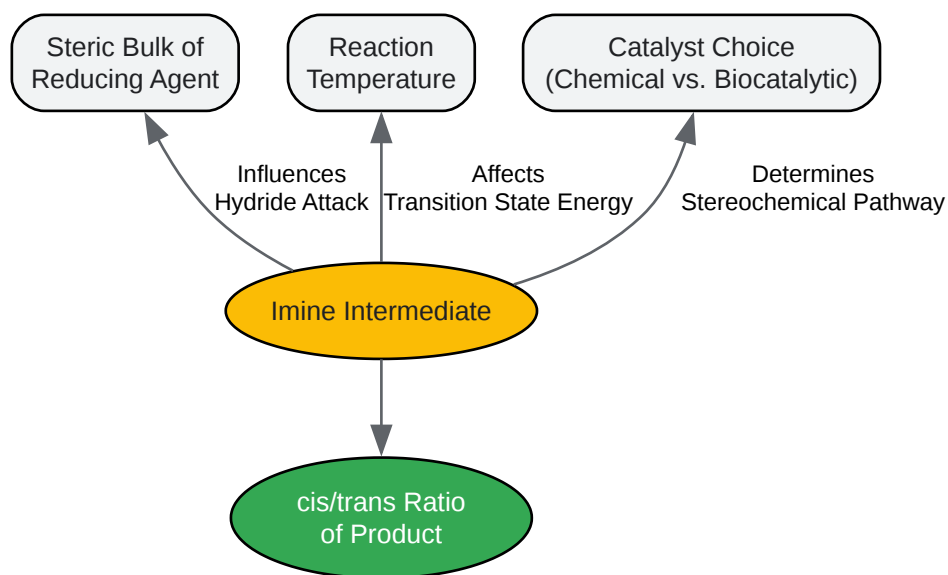 Steric Bulk of
Reducing Agent
Reaction
Temperature
Catalyst Choice
(Chemical vs. Biocatalytic)
Influences
Hydride Attack
Affects
Transition State Energy
Determines
Stereochemical Pathway
Imine Intermediate
cis/trans Ratio
of Product